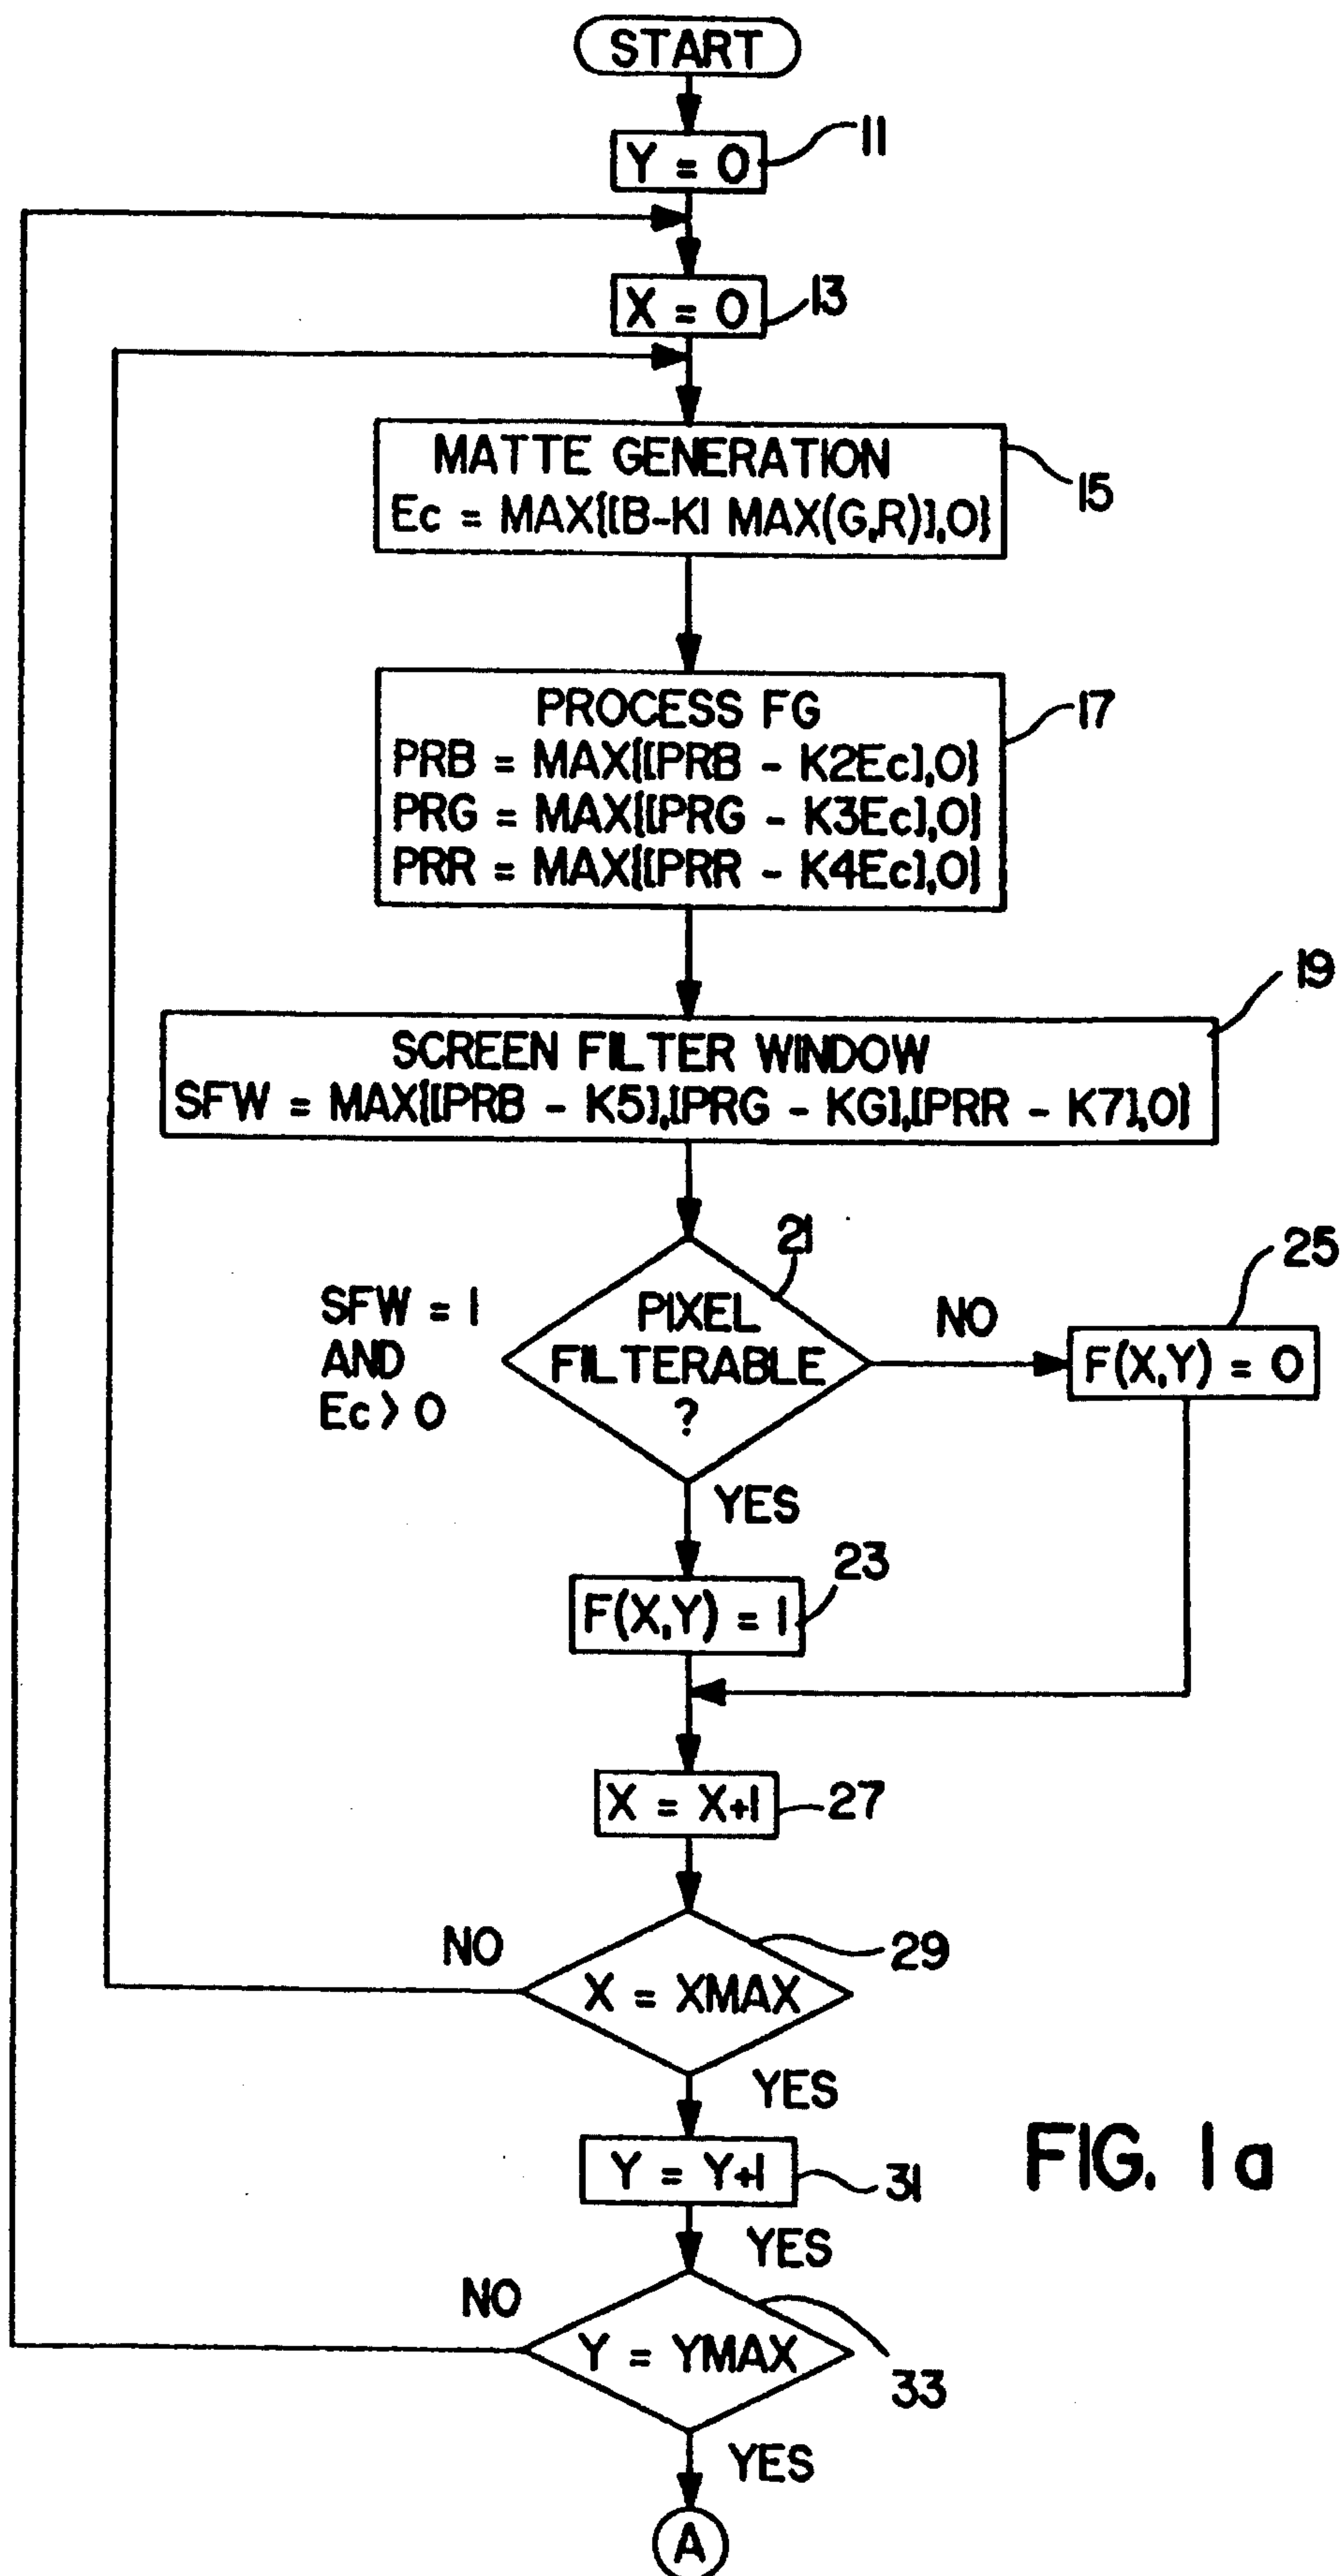 START
Y = 0
11
X = 0
13
MATTE GENERATION
Ec = MAX{[B-K1 MAX(G,R)],0}
15
PROCESS FG
PRB = MAX{[PRB - K2Ec],0}
PRG = MAX{[PRG - K3Ec],0}
PRR = MAX{[PRR - K4Ec],0}
17
19
SCREEN FILTER WINDOW
SFW = MAX{[PRB - K5],[PRG - KG],[PRR - K7],0}
21
SFW = 1
AND
Ec > 0
PIXEL
FILTERABLE
?
NO
25
F(X,Y) = 0
YES
23
F(X,Y) = 1
X = X+1
27
NO
29
X = XMAX
YES
Y = Y+1
31
YES
NO
Y = YMAX
33
YES
A
FIG. 1a